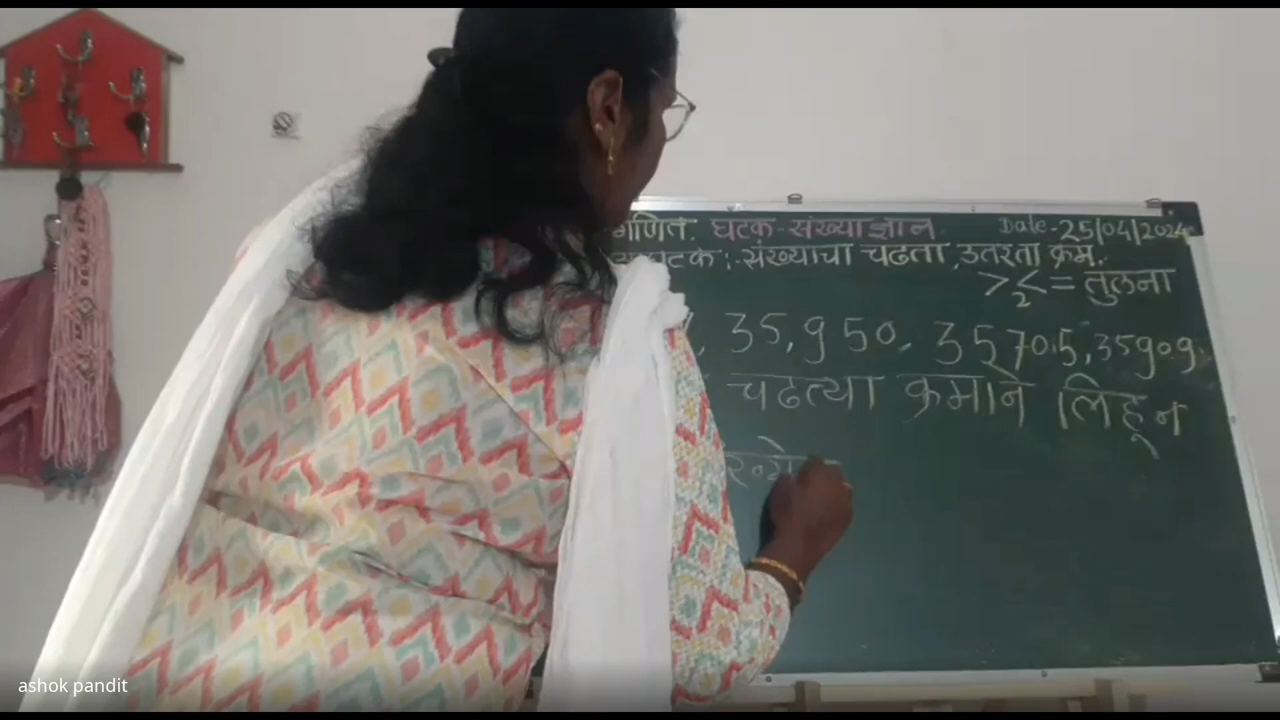 गणित. घटक-संख्याज्ञान. Date-25/04/2024
घटक:-संख्यांचा चढता, उतरता क्रम.
> < = तुलना
2
, 35,950, 35705, 35909.
चढत्या क्रमाने लिहून
ashok pandit